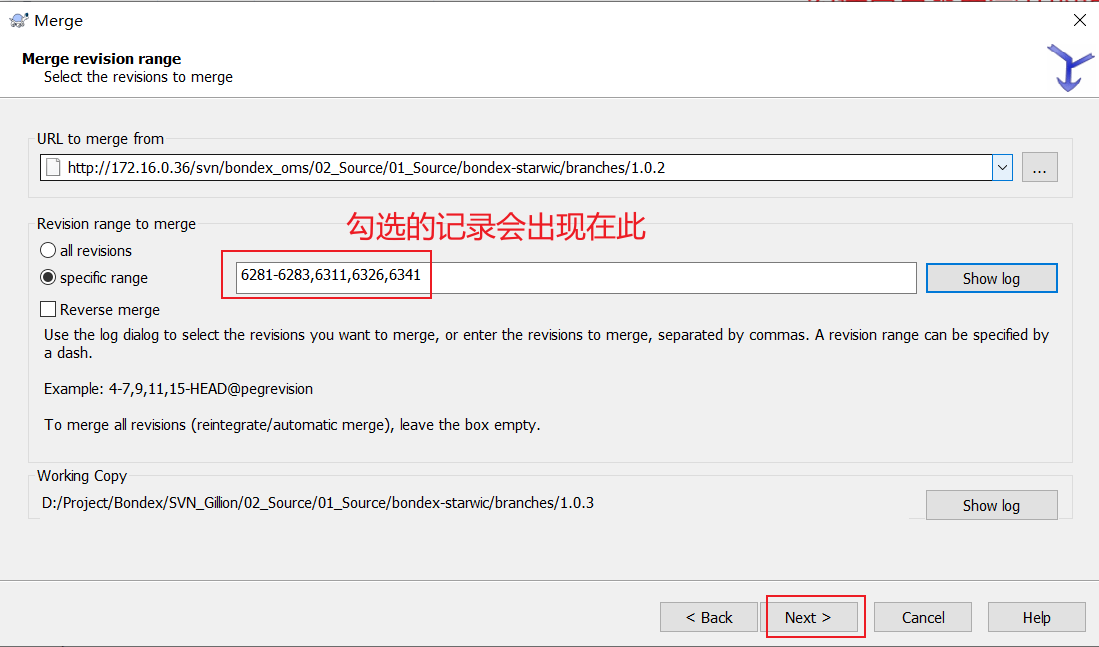 Merge
Merge revision range
Select the revisions to merge
URL to merge from
http://172.16.0.36/svn/bondex_oms/02_Source/01_Source/bondex-starwic/branches/1.0.2
...
Revision range to merge
勾选的记录会出现在此
all revisions
specific range
6281-6283,6311,6326,6341
Show log
Reverse merge
Use the log dialog to select the revisions you want to merge, or enter the revisions to merge, separated by commas. A revision range can be specified by
a dash.
Example: 4-7,9,11,15-HEAD@pegrevision
To merge all revisions (reintegrate/automatic merge), leave the box empty.
Working Copy
D:/Project/Bondex/SVN_Gillion/02_Source/01_Source/bondex-starwic/branches/1.0.3
Show log
< Back
Next >
Cancel
Help